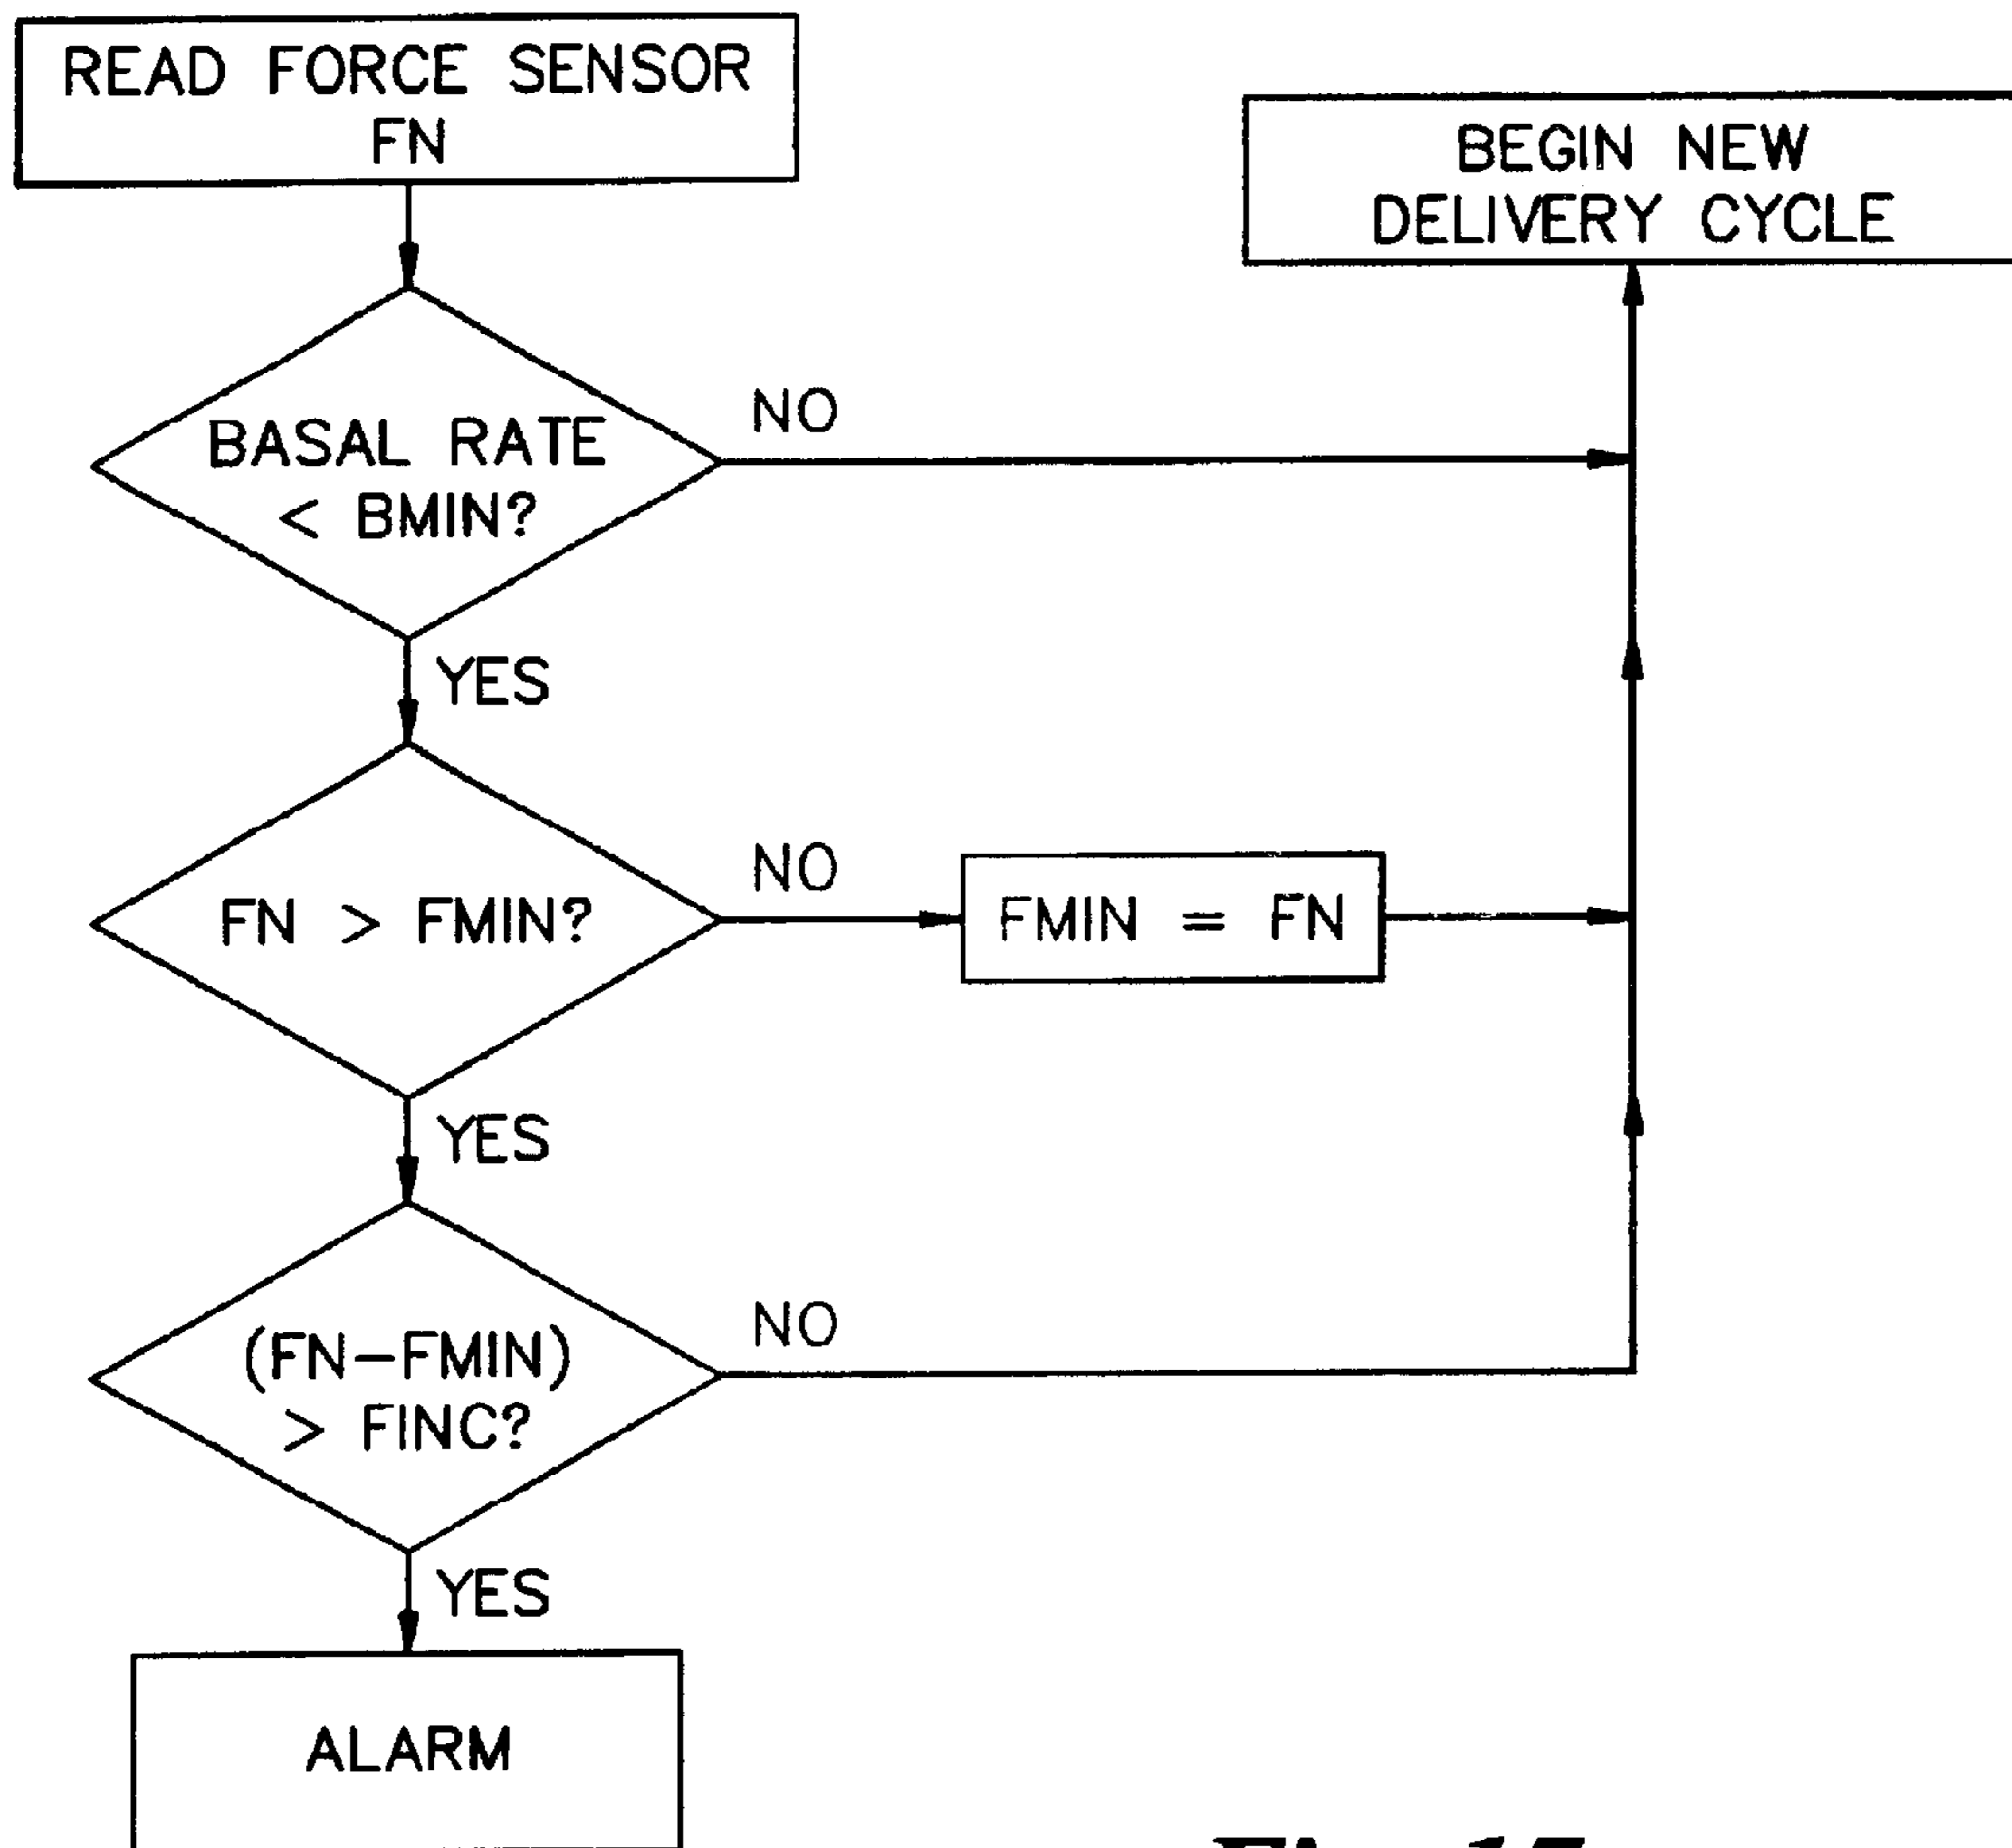 READ FORCE SENSOR
FN
BEGIN NEW
DELIVERY CYCLE
BASAL RATE
< BMIN?
NO
YES
FN > FMIN?
NO
FMIN = FN
YES
(FN-FMIN)
> FINC?
NO
YES
ALARM